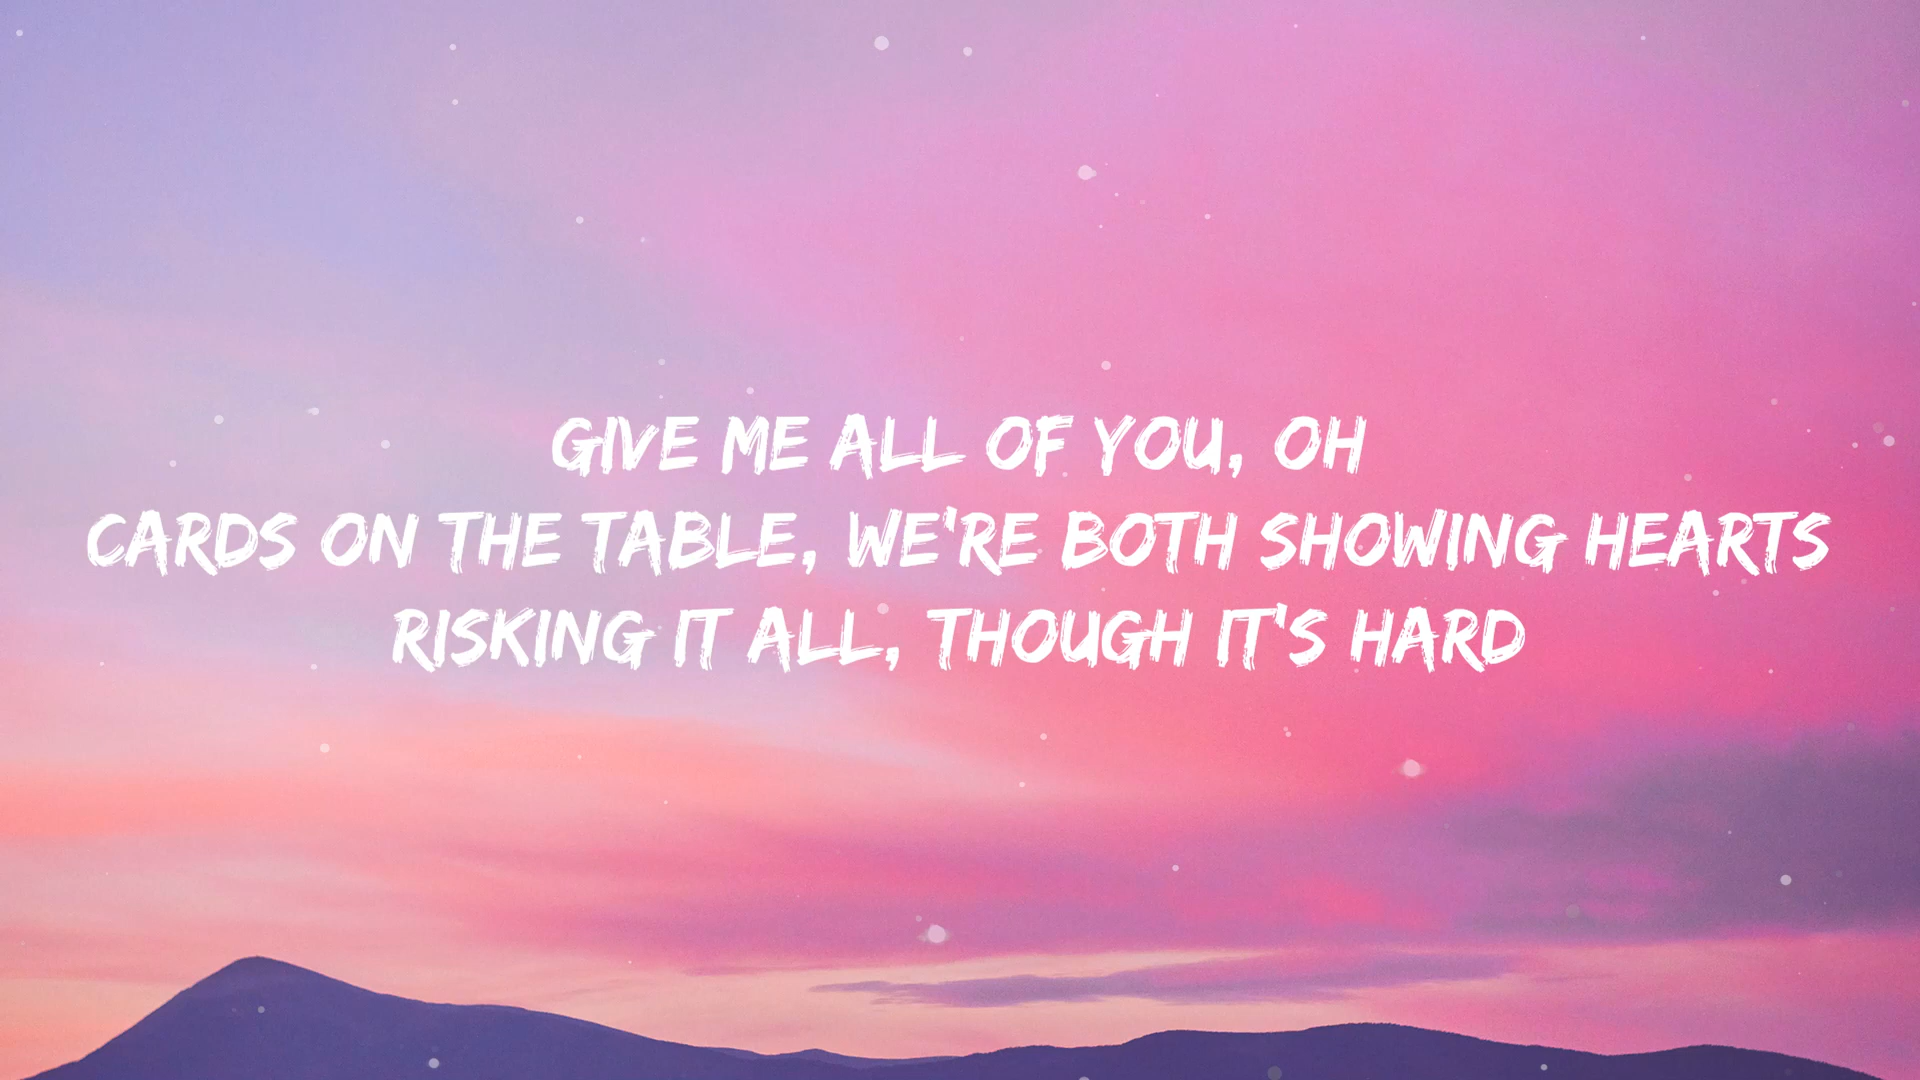 GIVE ME ALL OF YOU, OH
CARDS ON THE TABLE, WE'RE BOTH SHOWING HEARTS
RISKING IT ALL, THOUGH IT'S HARD